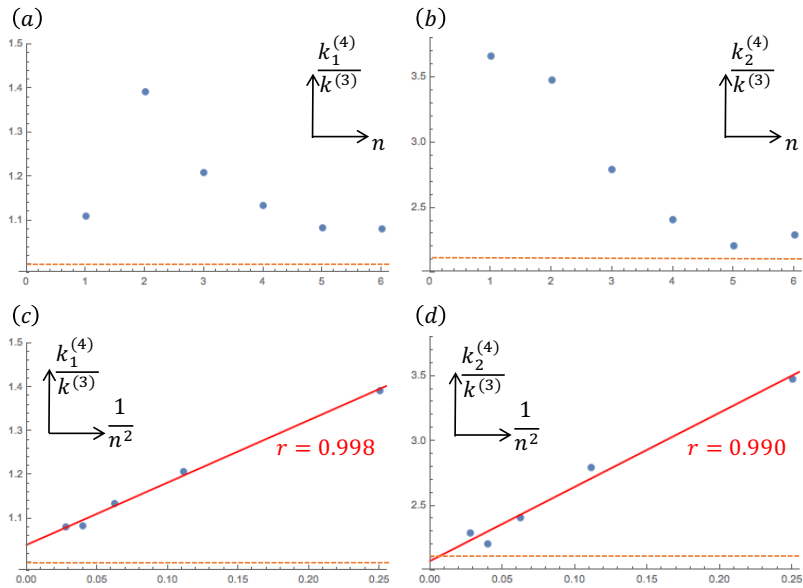 (a)
1.5
1.4
1.3
1.2
1.1
0 1 2 3 4 5 6
k_1^{(4)} / k^{(3)}
n
(b)
3.5
3.0
2.5
0 1 2 3 4 5 6
k_2^{(4)} / k^{(3)}
n
(c)
1.5
1.4
1.3
1.2
1.1
0.00 0.05 0.10 0.15 0.20 0.25
k_1^{(4)} / k^{(3)}
1 / n^2
r = 0.998
(d)
3.5
3.0
2.5
0.00 0.05 0.10 0.15 0.20 0.25
k_2^{(4)} / k^{(3)}
1 / n^2
r = 0.990